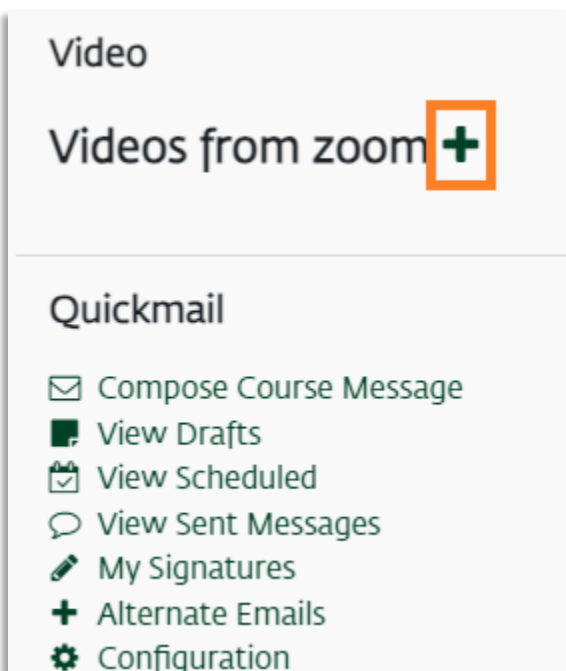 Video
Videos from zoom
Quickmail
Compose Course Message
View Drafts
View Scheduled
View Sent Messages
My Signatures
Alternate Emails
Configuration